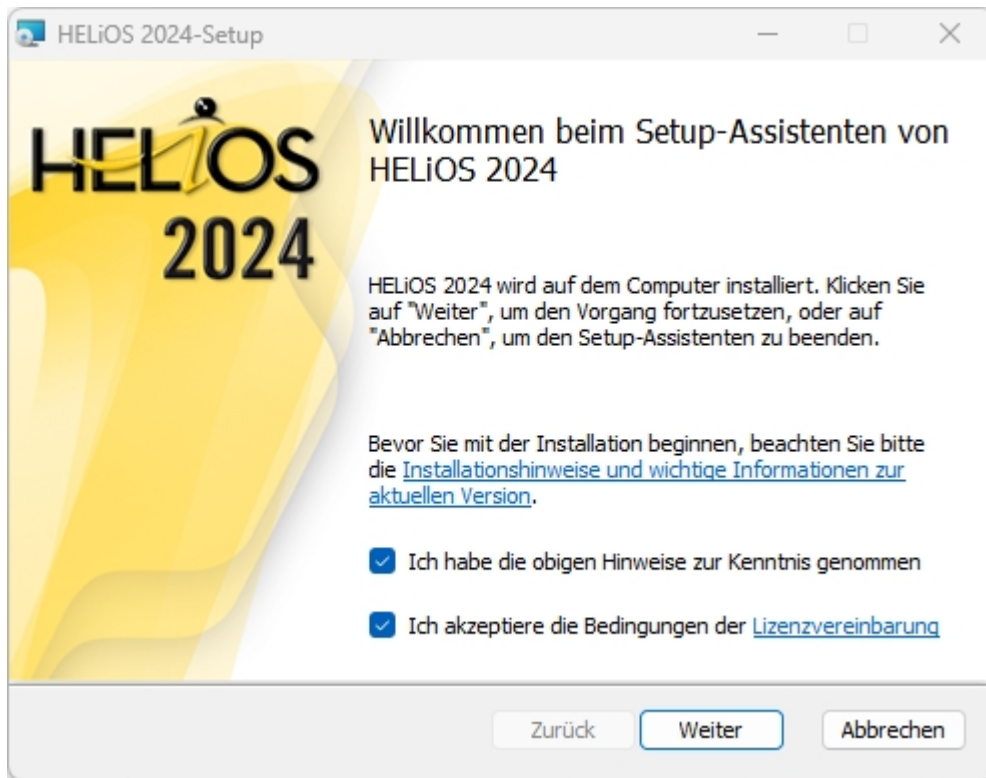 HELiOS 2024-Setup
HELiOS
2024
Willkommen beim Setup-Assistenten von
HELiOS 2024
HELiOS 2024 wird auf dem Computer installiert. Klicken Sie
auf "Weiter", um den Vorgang fortzusetzen, oder auf
"Abbrechen", um den Setup-Assistenten zu beenden.
Bevor Sie mit der Installation beginnen, beachten Sie bitte
die Installationshinweise und wichtige Informationen zur
aktuellen Version.
Ich habe die obigen Hinweise zur Kenntnis genommen
Ich akzeptiere die Bedingungen der Lizenzvereinbarung
Zurück Weiter Abbrechen